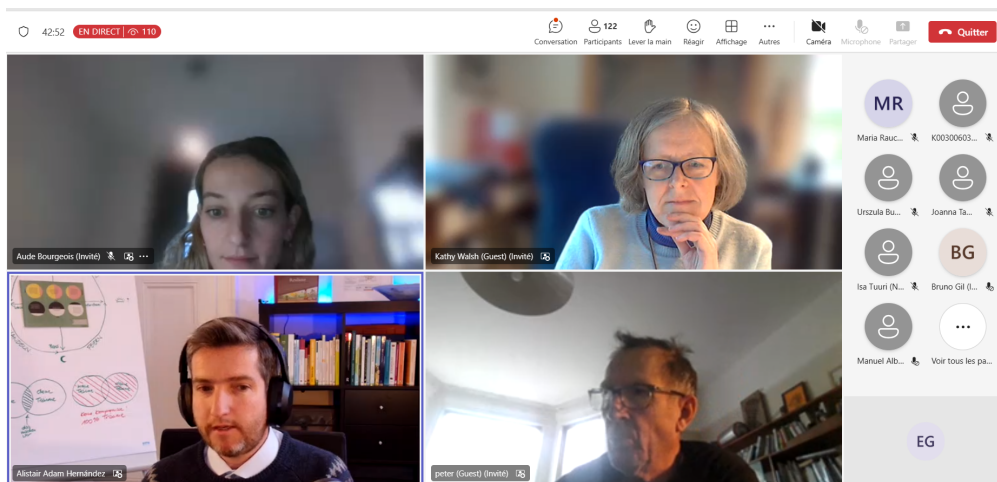 42:52 EN DIRECT 110
Conversation
122
Participants
Lever la main
Réagir
Affichage
Autres
Caméra
Microphone
Partager
Quitter
Aude Bourgeois (Invité)
Kathy Walsh (Guest) (Invité)
Alistair Adam Hernández
peter (Guest) (Invité)
MR
Maria Rauc...
K00300603...
Urszula Bu...
Joanna Ta...
Isa Tuuri (N...
BG
Bruno Gil (I...
Manuel Alb...
Voir tous les pa...
EG